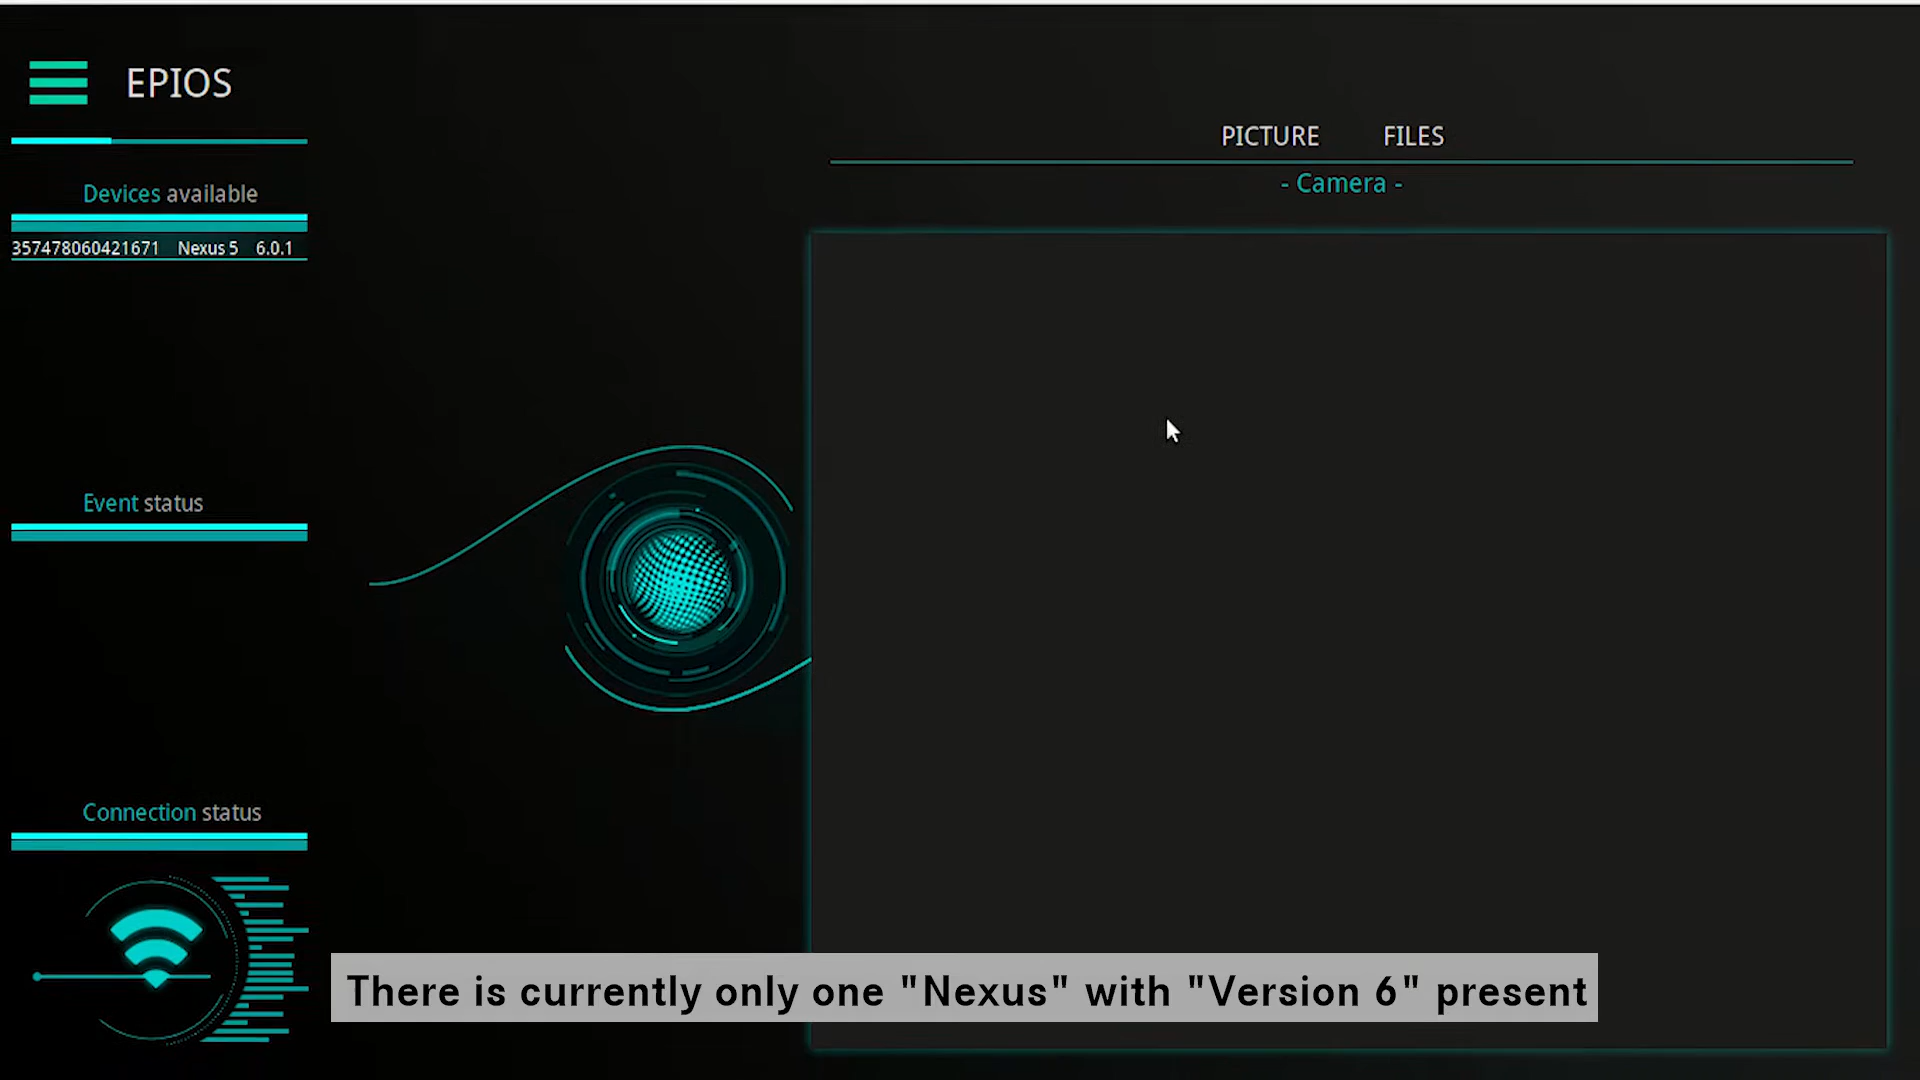 EPIOS
PICTURE FILES
- Camera -
Devices available
357478060421671 Nexus 5 6.0.1
Event status
Connection status
There is currently only one "Nexus" with "Version 6" present